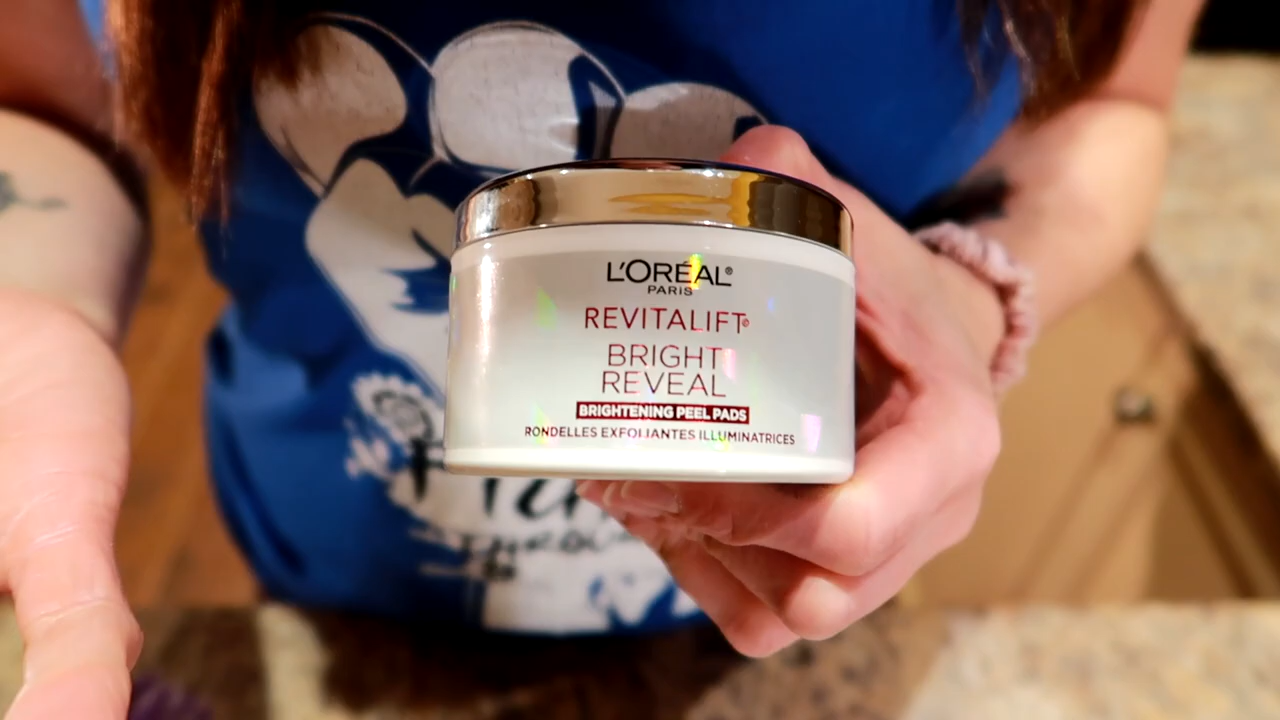 L'ORÉAL®
PARIS
REVITALIFT®
BRIGHT
REVEAL
BRIGHTENING PEEL PADS
RONDELLES EXFOLIANTES ILLUMINATRICES